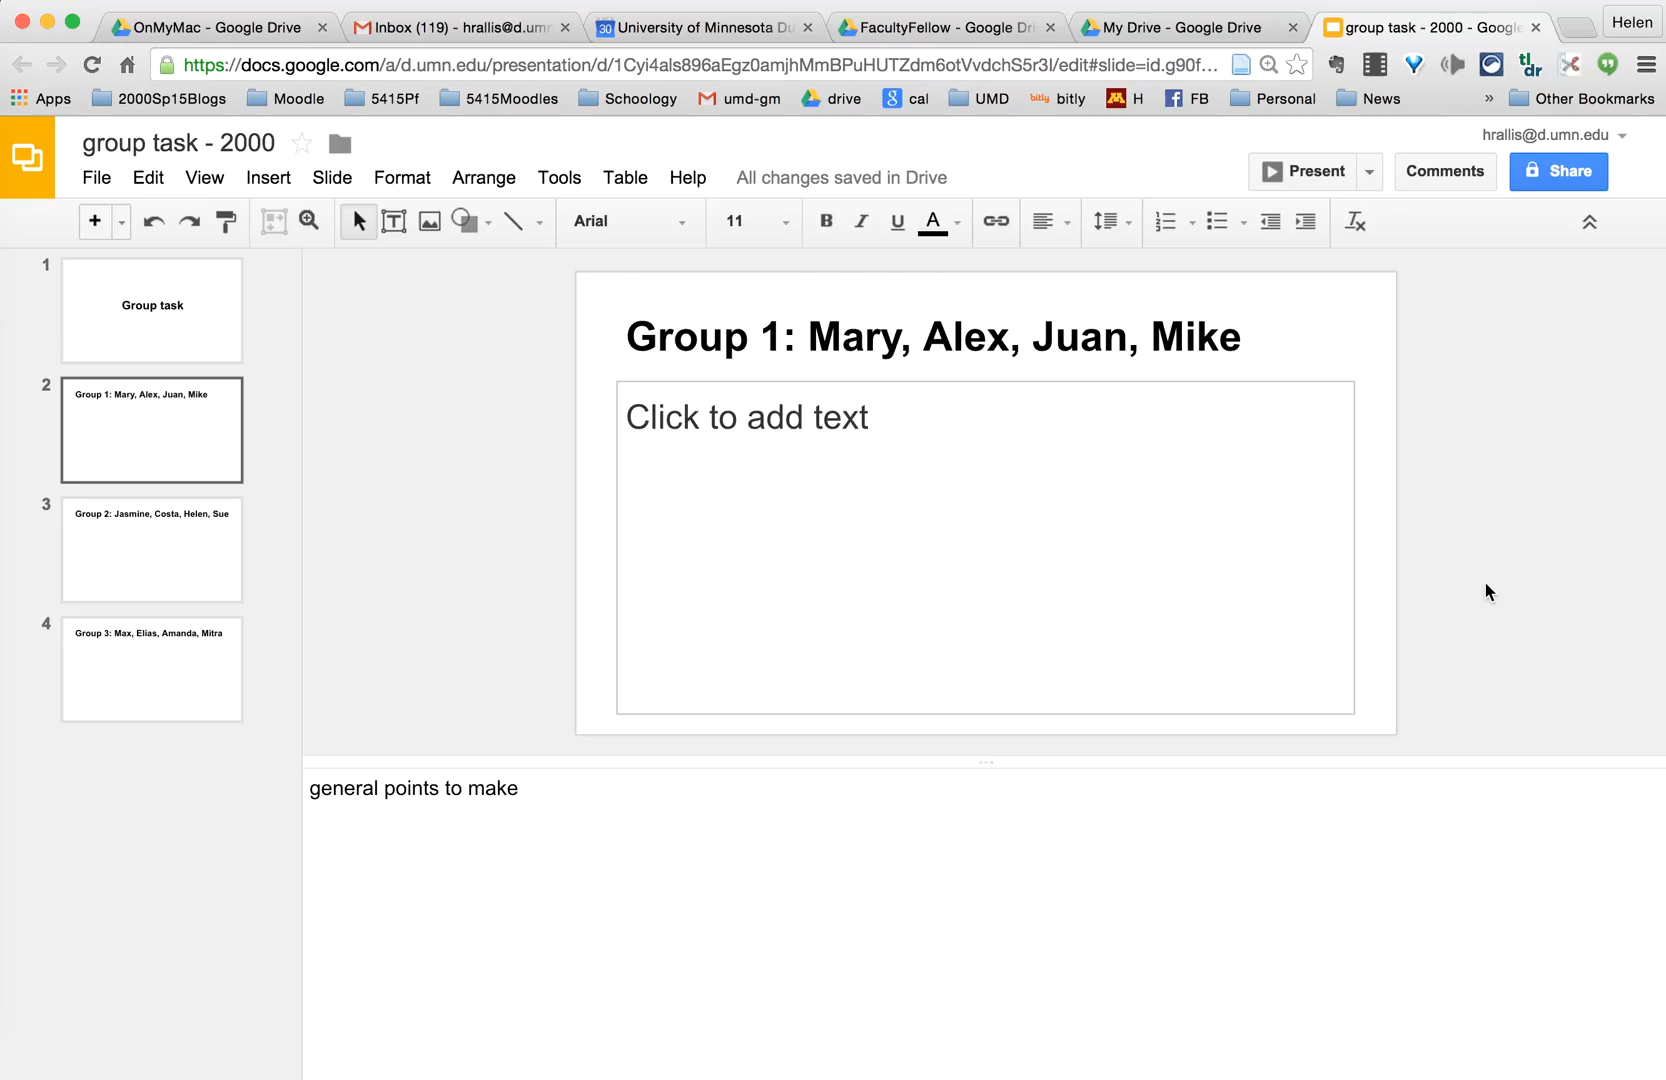 OnMyMac - Google Drive
Inbox (119) - hrallis@d.umn
University of Minnesota Du
FacultyFellow - Google Dri
My Drive - Google Drive
group task - 2000 - Google
Helen
https://docs.google.com/a/d.umn.edu/presentation/d/1Cyi4als896aEgz0amjhMmBPuHUTZdm6otVvdchS5r3I/edit#slide=id.g90f...
tl;dr
Apps
2000Sp15Blogs
Moodle
5415Pf
5415Moodles
Schoology
umd-gm
drive
8 cal
UMD
bitly bitly
M H
f FB
Personal
News
»
Other Bookmarks
group task - 2000
hrallis@d.umn.edu
File Edit View Insert Slide Format Arrange Tools Table Help All changes saved in Drive
Present
Comments
Share
Arial
11
B I U A
1
Group task
2
Group 1: Mary, Alex, Juan, Mike
3
Group 2: Jasmine, Costa, Helen, Sue
4
Group 3: Max, Elias, Amanda, Mitra
Group 1: Mary, Alex, Juan, Mike
Click to add text
general points to make